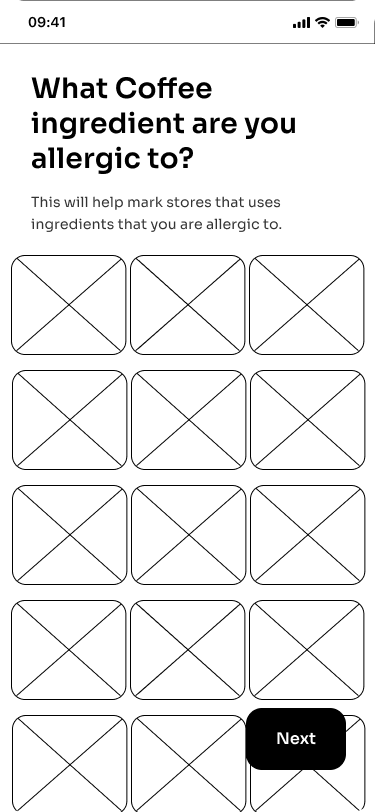 09:41
What Coffee
ingredient are you
allergic to?
This will help mark stores that uses
ingredients that you are allergic to.
Next